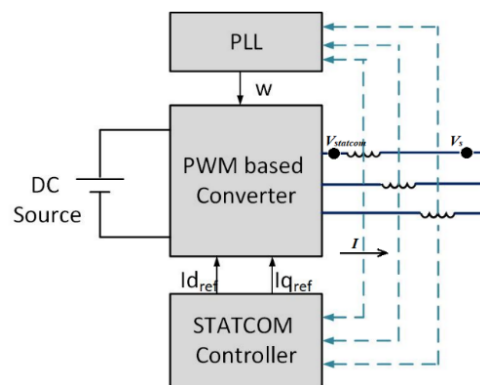 PLL
w
V_statcom
V_s
PWM based
Converter
DC
Source
I
Id_ref
Iq_ref
STATCOM
Controller